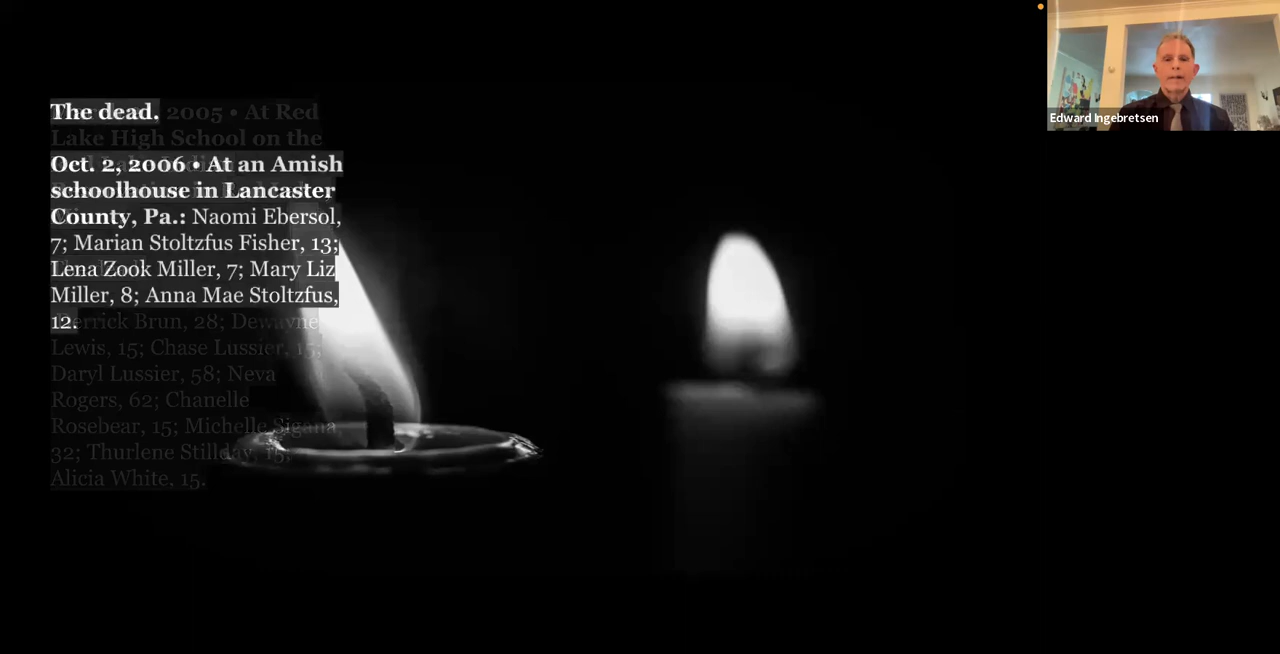 The dead.
2005 • At Red
Lake High School on the
Oct. 2, 2006 • At an Amish
schoolhouse in Lancaster
County, Pa.: Naomi Ebersol,
7; Marian Stoltzfus Fisher, 13;
Lena Zook Miller, 7; Mary Liz
Miller, 8; Anna Mae Stoltzfus,
12.
Derrick Brun, 28; Dewayne
Lewis, 15; Chase Lussier, 15;
Daryl Lussier, 58; Neva
Rogers, 62; Chanelle
Rosebear, 15; Michelle Sigana,
32; Thurlene Stillday, 15;
Alicia White, 15.
Edward Ingebretsen